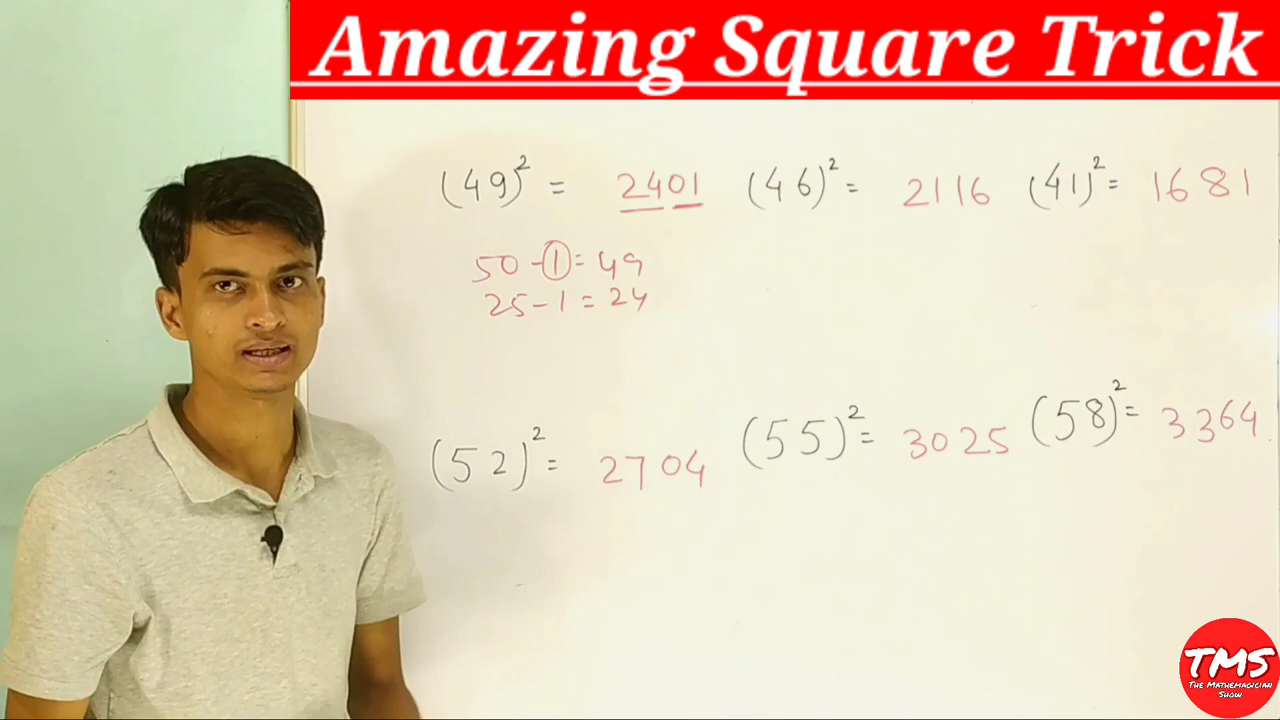 Amazing Square Trick
(49)² = 2401
(46)² = 2116
(41)² = 1681
50 - 1 = 49
25 - 1 = 24
(52)² = 2704
(55)² = 3025
(58)² = 3364
TMS
The Mathemagician
Show